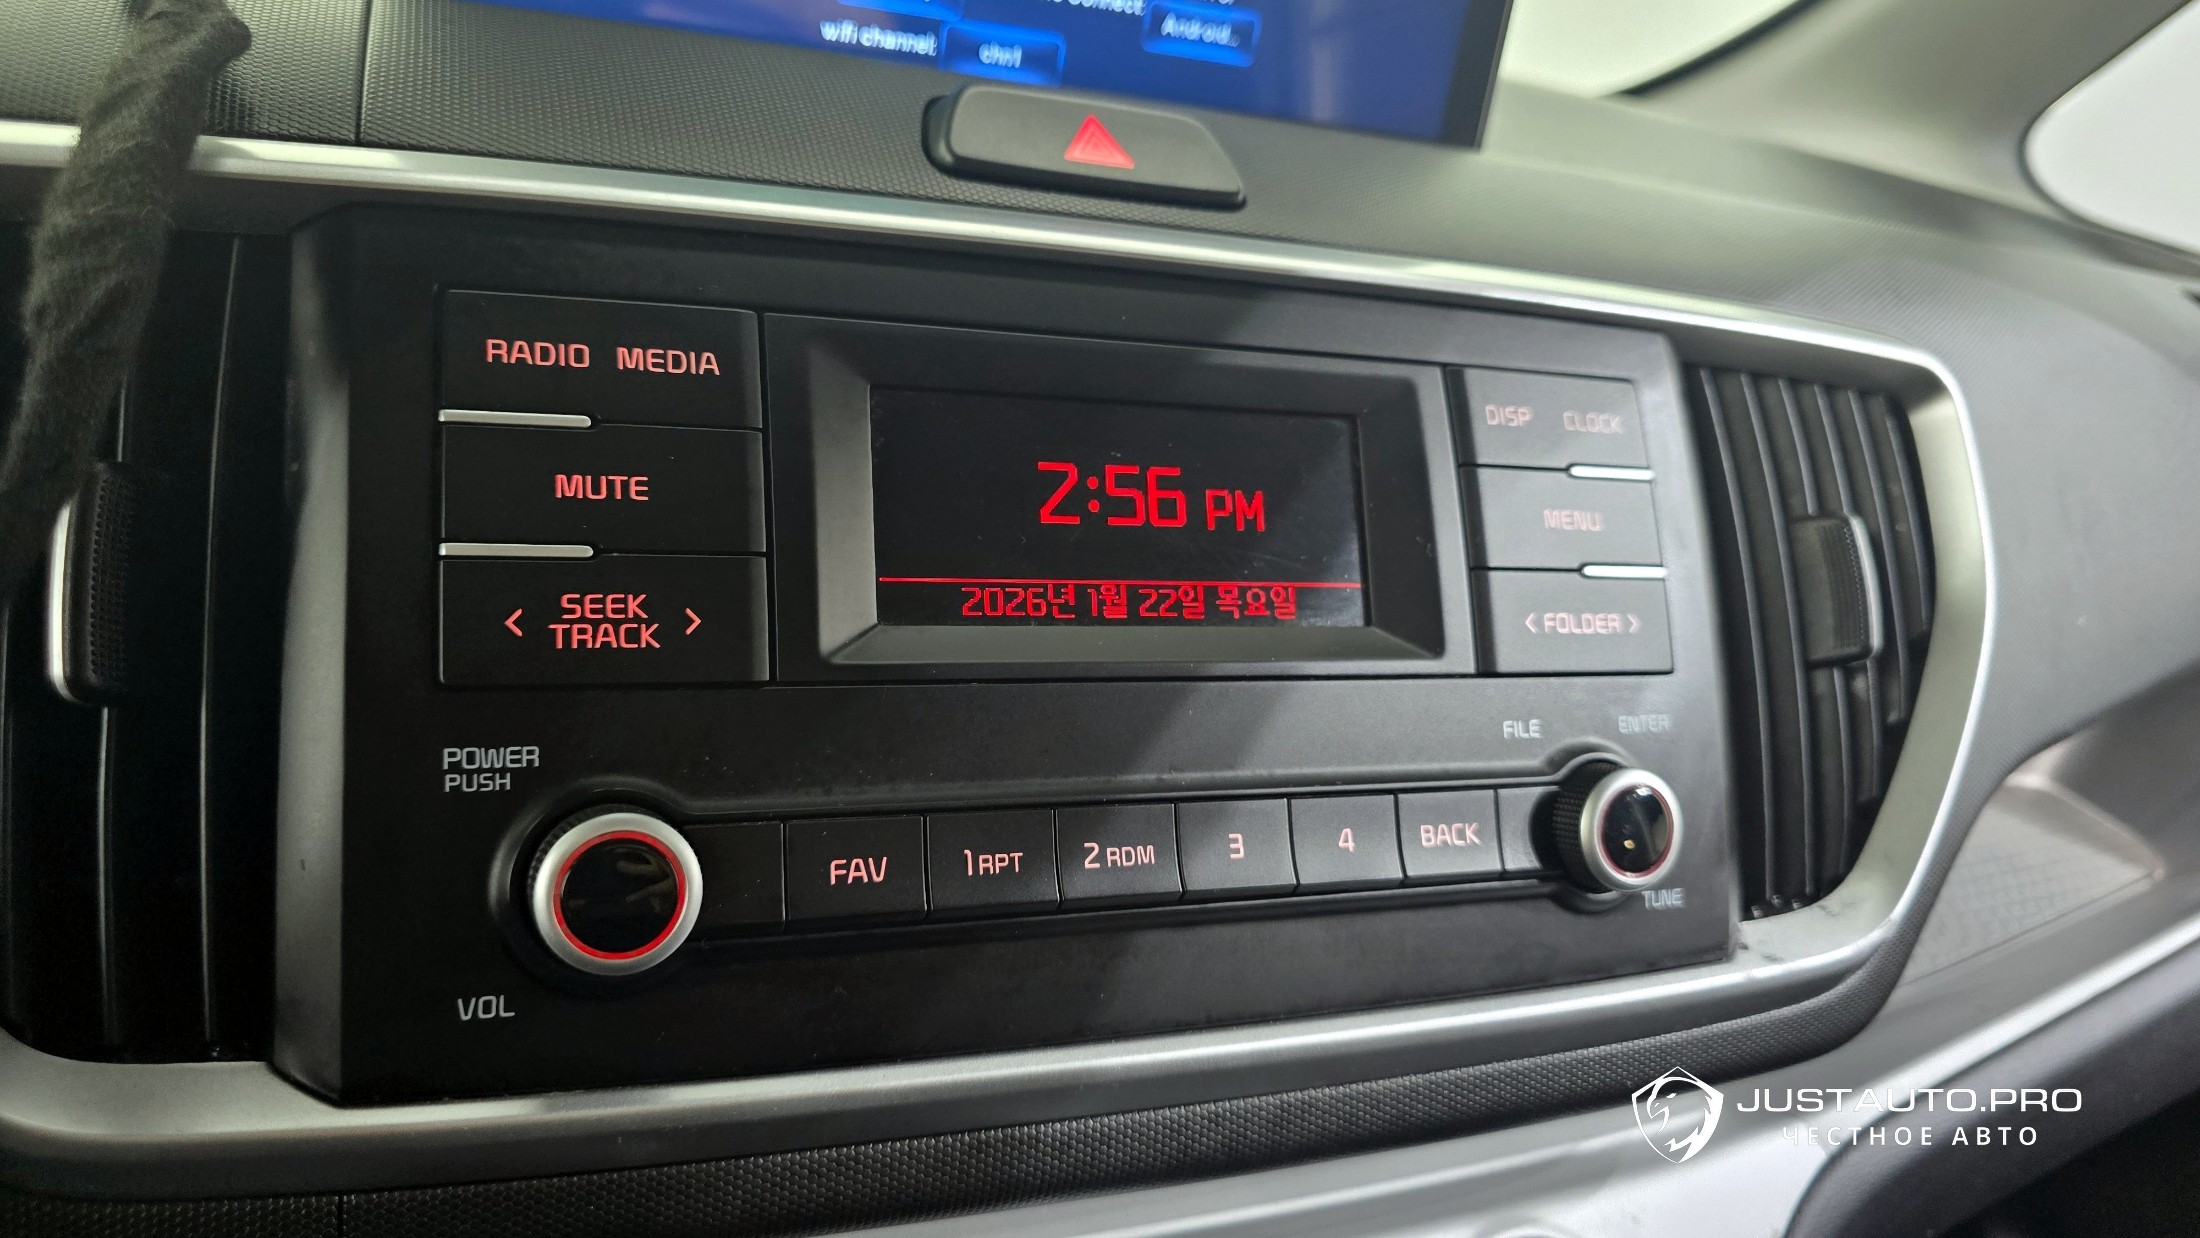 wifi channel:
chn1
Android...
RADIO MEDIA
MUTE
< SEEK TRACK >
2:56 PM
2026년 1월 22일 목요일
DISP CLOCK
MENU
< FOLDER >
POWER
PUSH
VOL
FAV
1 RPT
2 RDM
3
4
BACK
FILE
ENTER
TUNE
JUSTAUTO.PRO
ЧЕСТНОЕ АВТО